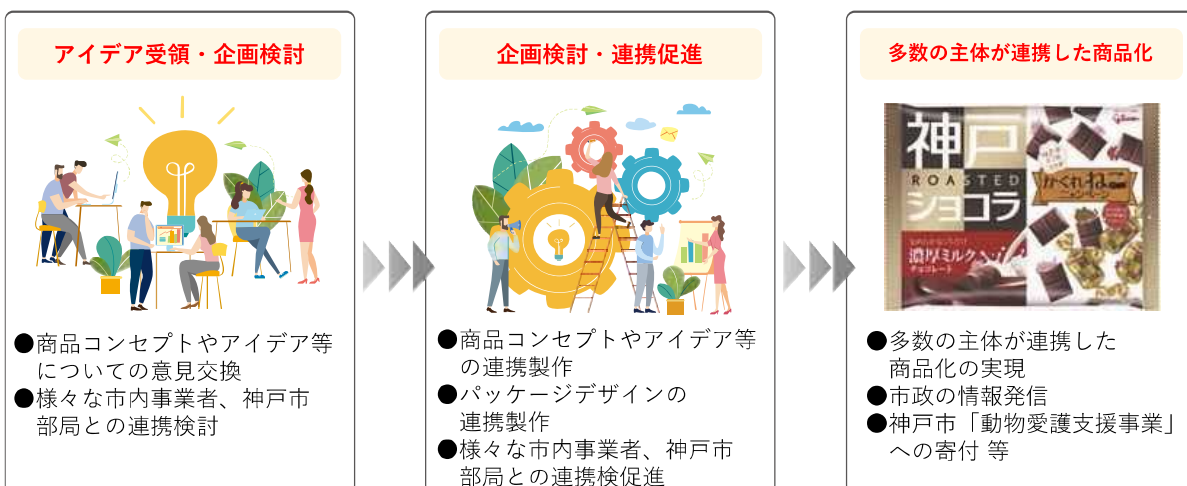 アイデア受領・企画検討
●商品コンセプトやアイデア等
についての意見交換
●様々な市内事業者、神戸市
部局との連携検討
企画検討・連携促進
●商品コンセプトやアイデア等
の連携製作
●パッケージデザインの
連携製作
●様々な市内事業者、神戸市
部局との連携検促進
多数の主体が連携した商品化
神戸
ROASTED
ショコラ
濃厚ミルク
チョコレート
Glico
かくれねこ
キャンペーン
●多数の主体が連携した
商品化の実現
●市政の情報発信
●神戸市「動物愛護支援事業」
への寄付 等